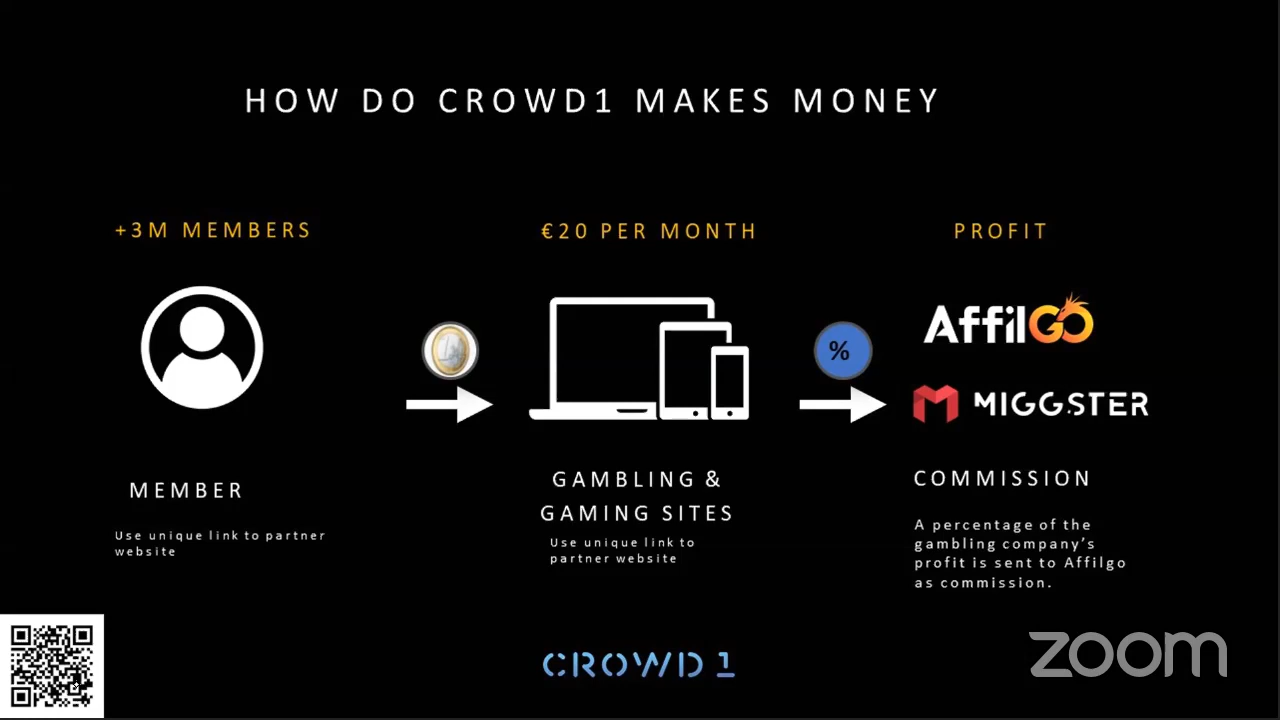 HOW DO CROWD1 MAKES MONEY
+3M MEMBERS
€20 PER MONTH
PROFIT
%
AffilGO
MIGGSTER
MEMBER
Use unique link to partner
website
GAMBLING &
GAMING SITES
Use unique link to
partner website
COMMISSION
A percentage of the
gambling company’s
profit is sent to Affilgo
as commission.
CROWD 1
zoom